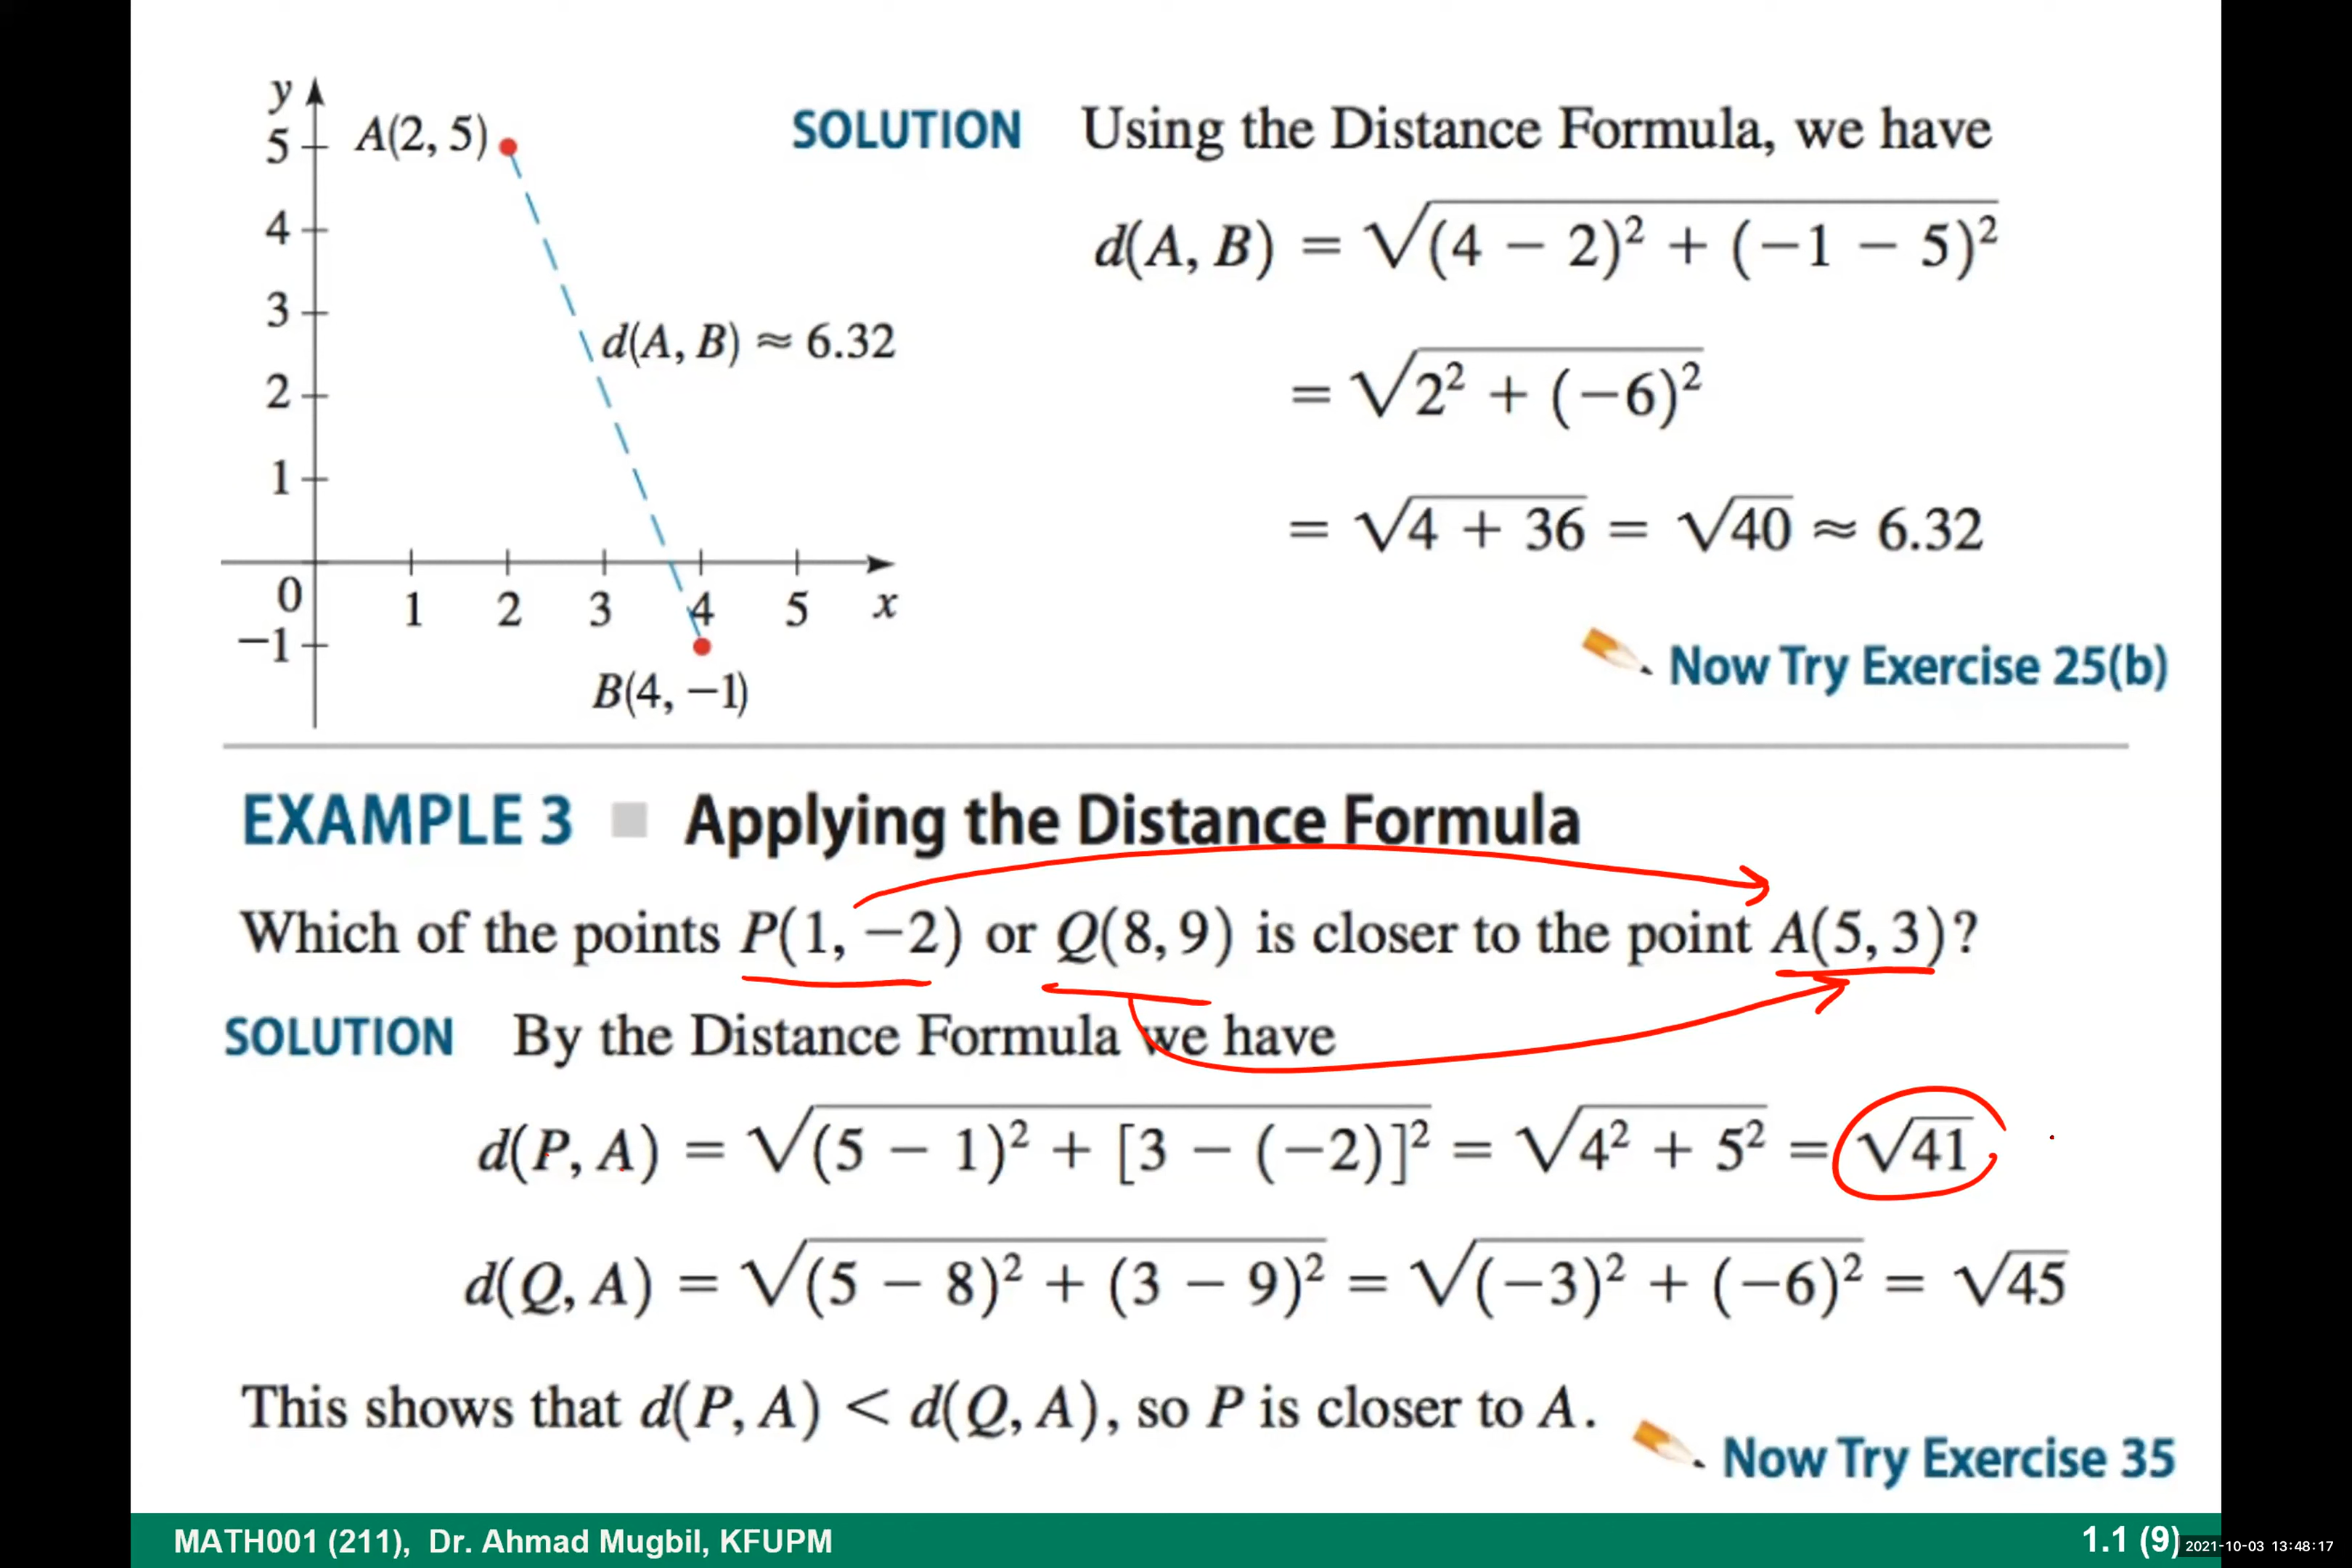 y
5 A(2, 5)
4
3
d(A, B) ≈ 6.32
2
1
0 1 2 3 4 5 x
−1
B(4, −1)
SOLUTION Using the Distance Formula, we have
d(A, B) = √(4 − 2)² + (−1 − 5)²
= √2² + (−6)²
= √4 + 36 = √40 ≈ 6.32
Now Try Exercise 25(b)
EXAMPLE 3 ■ Applying the Distance Formula
Which of the points P(1, −2) or Q(8, 9) is closer to the point A(5, 3)?
SOLUTION By the Distance Formula we have
d(P, A) = √(5 − 1)² + [3 − (−2)]² = √4² + 5² = √41
d(Q, A) = √(5 − 8)² + (3 − 9)² = √(−3)² + (−6)² = √45
This shows that d(P, A) < d(Q, A), so P is closer to A.
Now Try Exercise 35
MATH001 (211), Dr. Ahmad Mugbil, KFUPM 1.1 (9)
2021-10-03 13:48:17